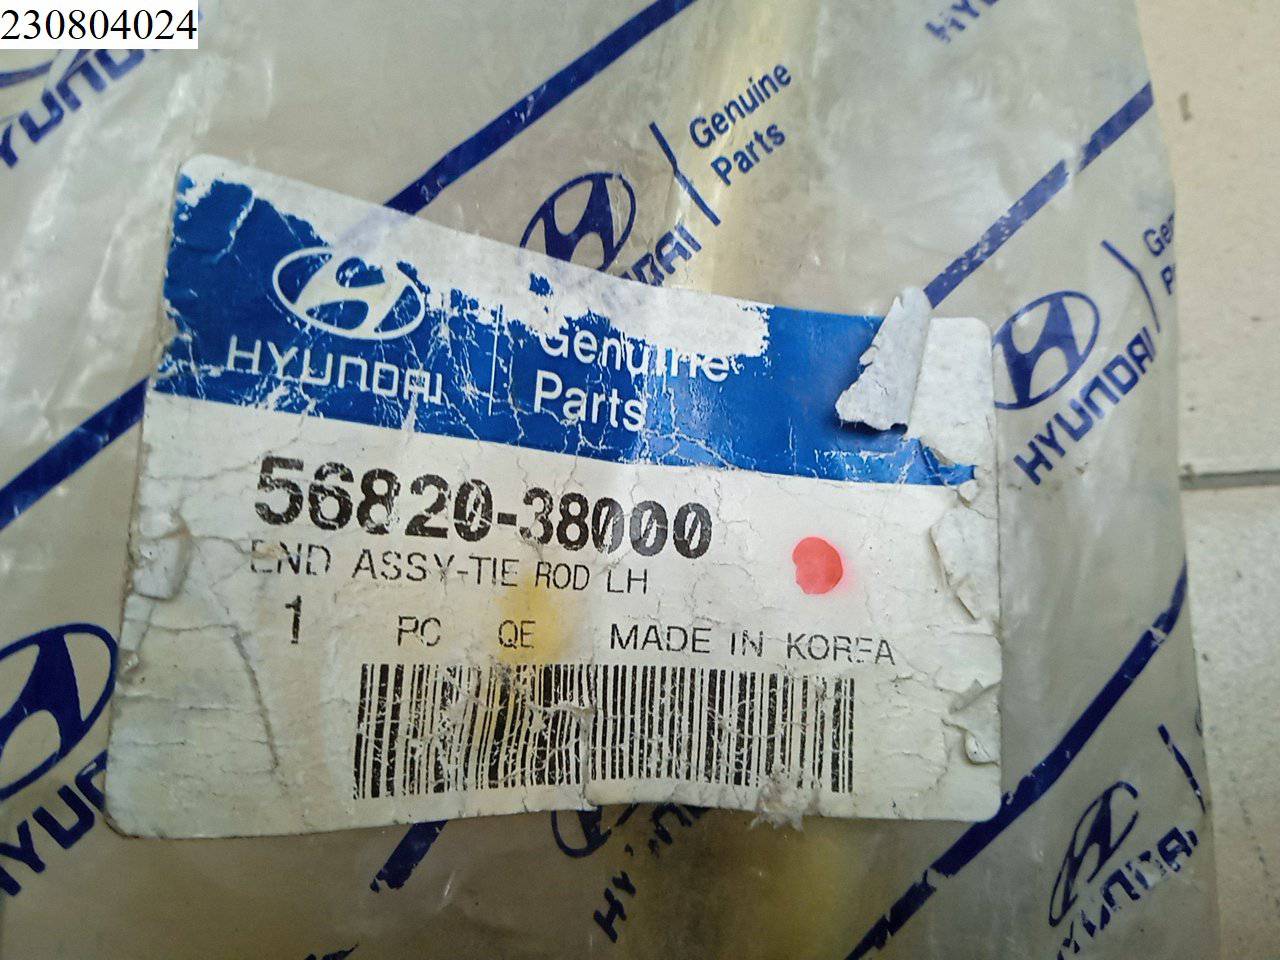 230804024
HYUNDAI
Genuine
Parts
HYUNDAI
HYUNDAI
Genuine
Parts
HYUNDAI
56820-38000
END ASSY-TIE ROD LH
1 PC QE MADE IN KOREA
HYUNDAI
HYUNDAI